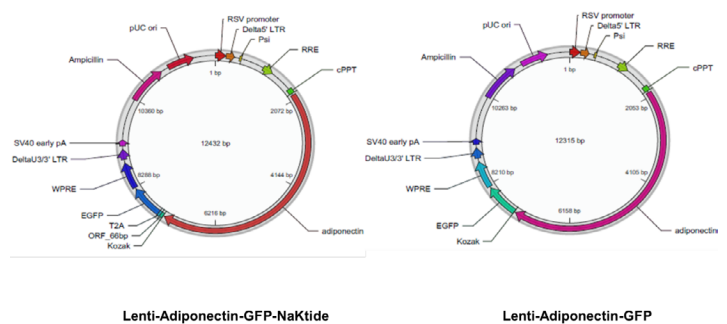 RSV promoter
Delta5' LTR
Psi
RRE
cPPT
pUC ori
Ampicillin
1 bp
2072 bp
4144 bp
6216 bp
8288 bp
10360 bp
12432 bp
SV40 early pA
DeltaU3/3' LTR
WPRE
EGFP
T2A
ORF_66bp
Kozak
adiponectin
Lenti-Adiponectin-GFP-NaKtide
RSV promoter
Delta5' LTR
Psi
RRE
cPPT
pUC ori
Ampicillin
1 bp
2053 bp
4105 bp
6158 bp
8210 bp
10263 bp
12315 bp
SV40 early pA
DeltaU3/3' LTR
WPRE
EGFP
Kozak
adiponectin
Lenti-Adiponectin-GFP